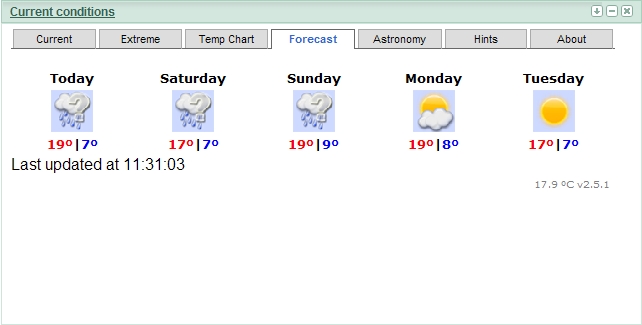 Current conditions
Current Extreme Temp Chart Forecast Astronomy Hints About
Today Saturday Sunday Monday Tuesday
19º|7º 17º|7º 19º|9º 19º|8º 17º|7º
Last updated at 11:31:03
17.9 ºC v2.5.1